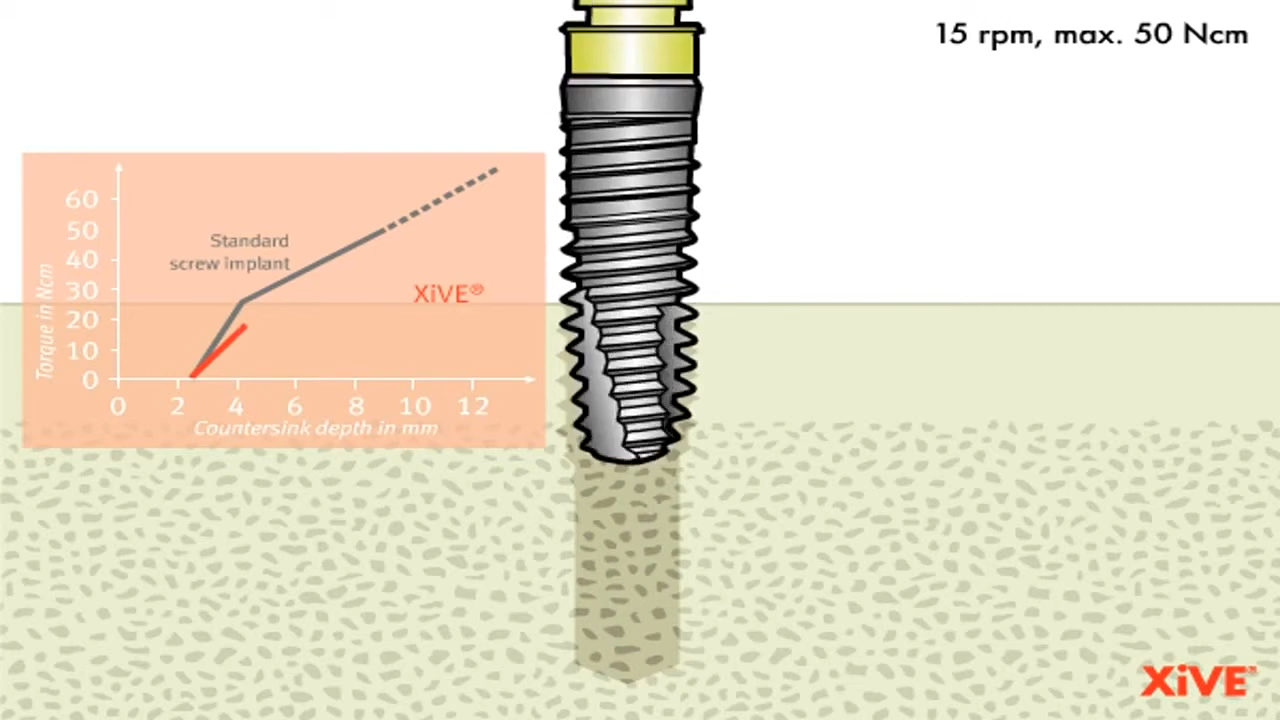 15 rpm, max. 50 Ncm
60
50
40
30
20
10
0
Torque in Ncm
Standard
screw implant
XiVE®
0 2 4 6 8 10 12
Countersink depth in mm
XiVE™